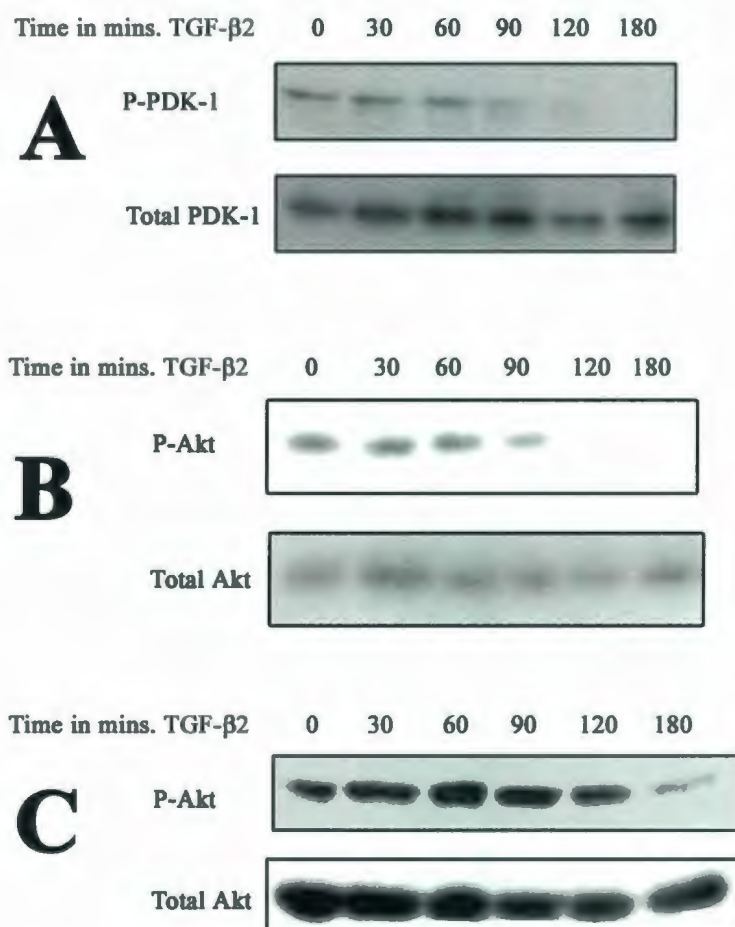 Time in mins. TGF-β2 0 30 60 90 120 180
P-PDK-1
A
Total PDK-1
Time in mins. TGF-β2 0 30 60 90 120 180
P-Akt
B
Total Akt
Time in mins. TGF-β2 0 30 60 90 120 180
P-Akt
C
Total Akt